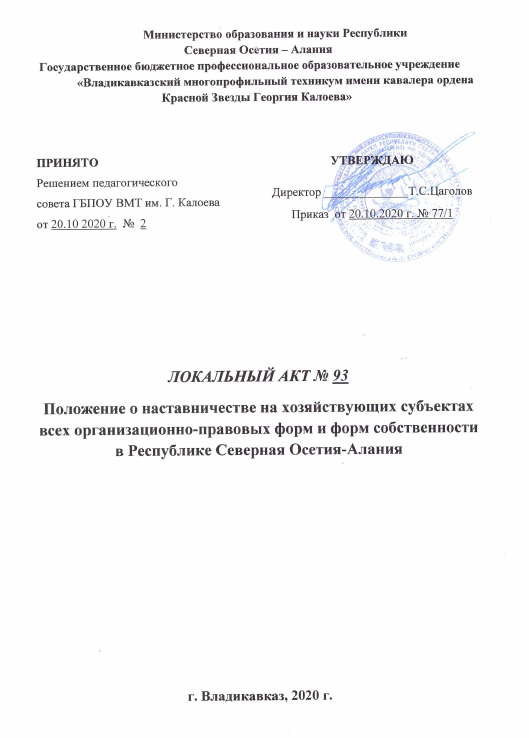 Министерство образования и науки Республики
Северная Осетия – Алания
Государственное бюджетное профессиональное образовательное учреждение
«Владикавказский многопрофильный техникум имени кавалера ордена
Красной Звезды Георгия Калоева»
ПРИНЯТО
Решением педагогического
совета ГБПОУ ВМТ им. Г. Калоева
от 20.10 2020 г. № 2
УТВЕРЖДАЮ
Директор ______________Т.С.Цаголов
Приказ от 20.10.2020 г. № 77/1
ЛОКАЛЬНЫЙ АКТ № 93
Положение о наставничестве на хозяйствующих субъектах
всех организационно-правовых форм и форм собственности
в Республике Северная Осетия-Алания
г. Владикавказ, 2020 г.